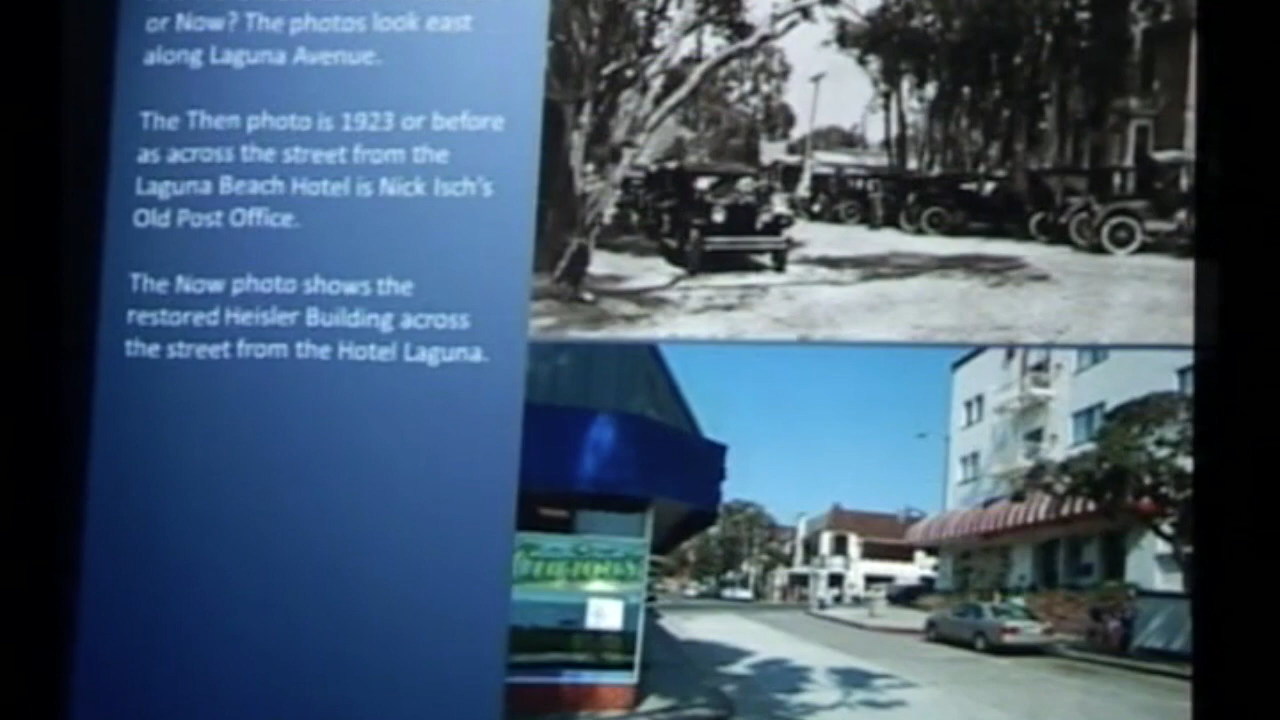 or Now? The photos look east
along Laguna Avenue.
The Then photo is 1923 or before
as across the street from the
Laguna Beach Hotel is Nick Isch's
Old Post Office.
The Now photo shows the
restored Heisler Building across
the street from the Hotel Laguna.